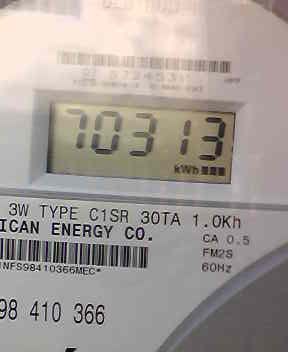 70313
kWh
3W TYPE C1SR 30TA 1.0Kh
ICAN ENERGY CO.
CA 0.5
FM2S
60Hz
NFS98410366MEC*
98 410 366